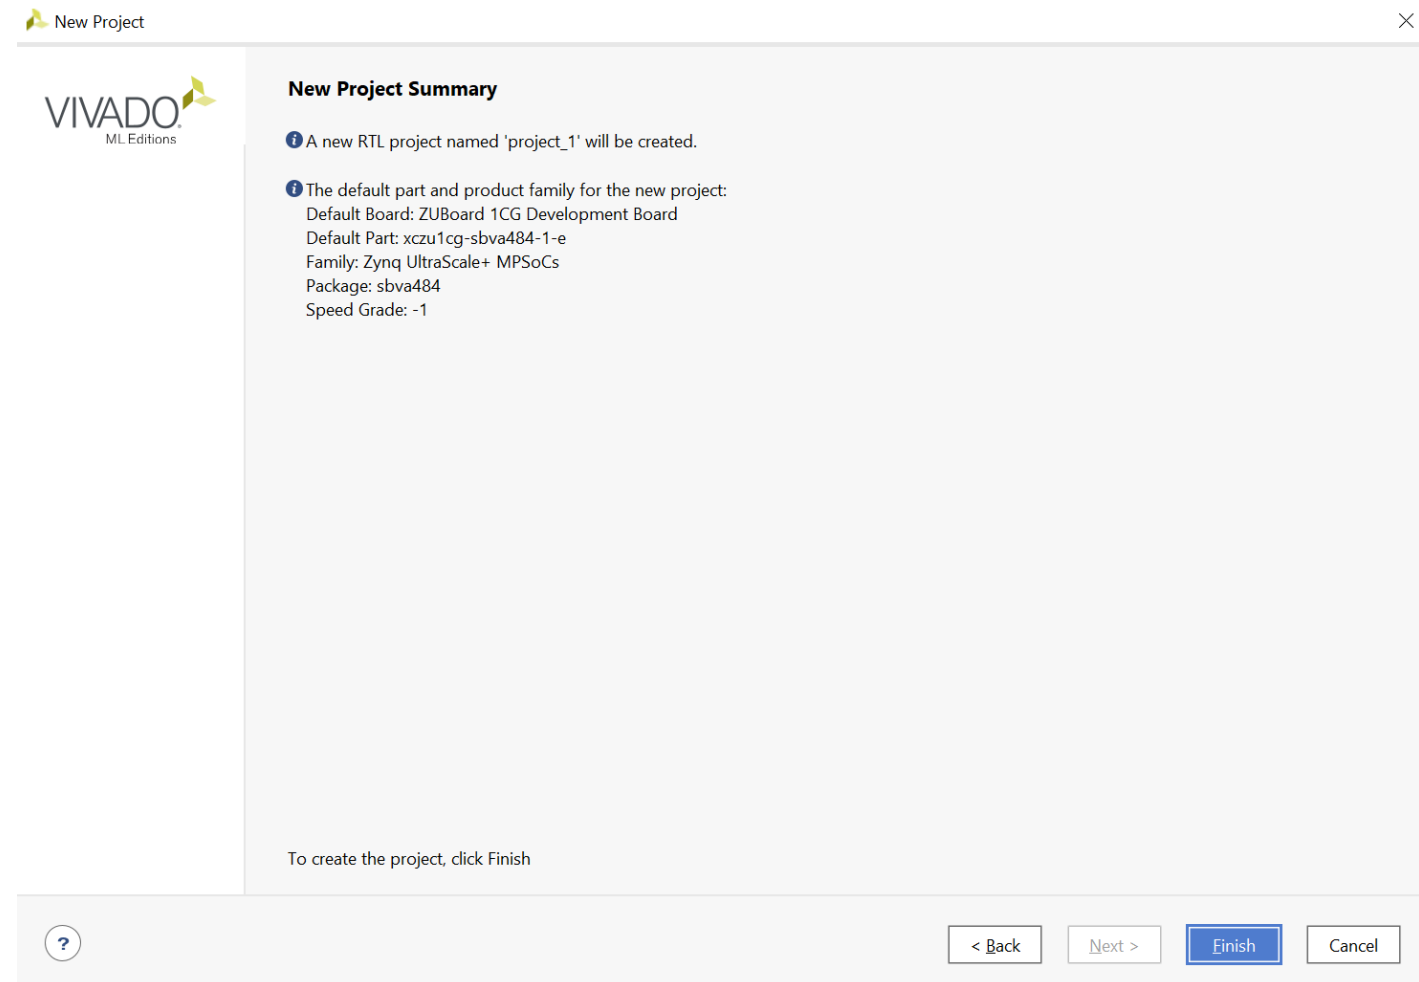 New Project
VIVADO.
ML Editions
New Project Summary
A new RTL project named 'project_1' will be created.
The default part and product family for the new project:
Default Board: ZUBoard 1CG Development Board
Default Part: xczu1cg-sbva484-1-e
Family: Zynq UltraScale+ MPSoCs
Package: sbva484
Speed Grade: -1
To create the project, click Finish
?
< Back
Next >
Finish
Cancel